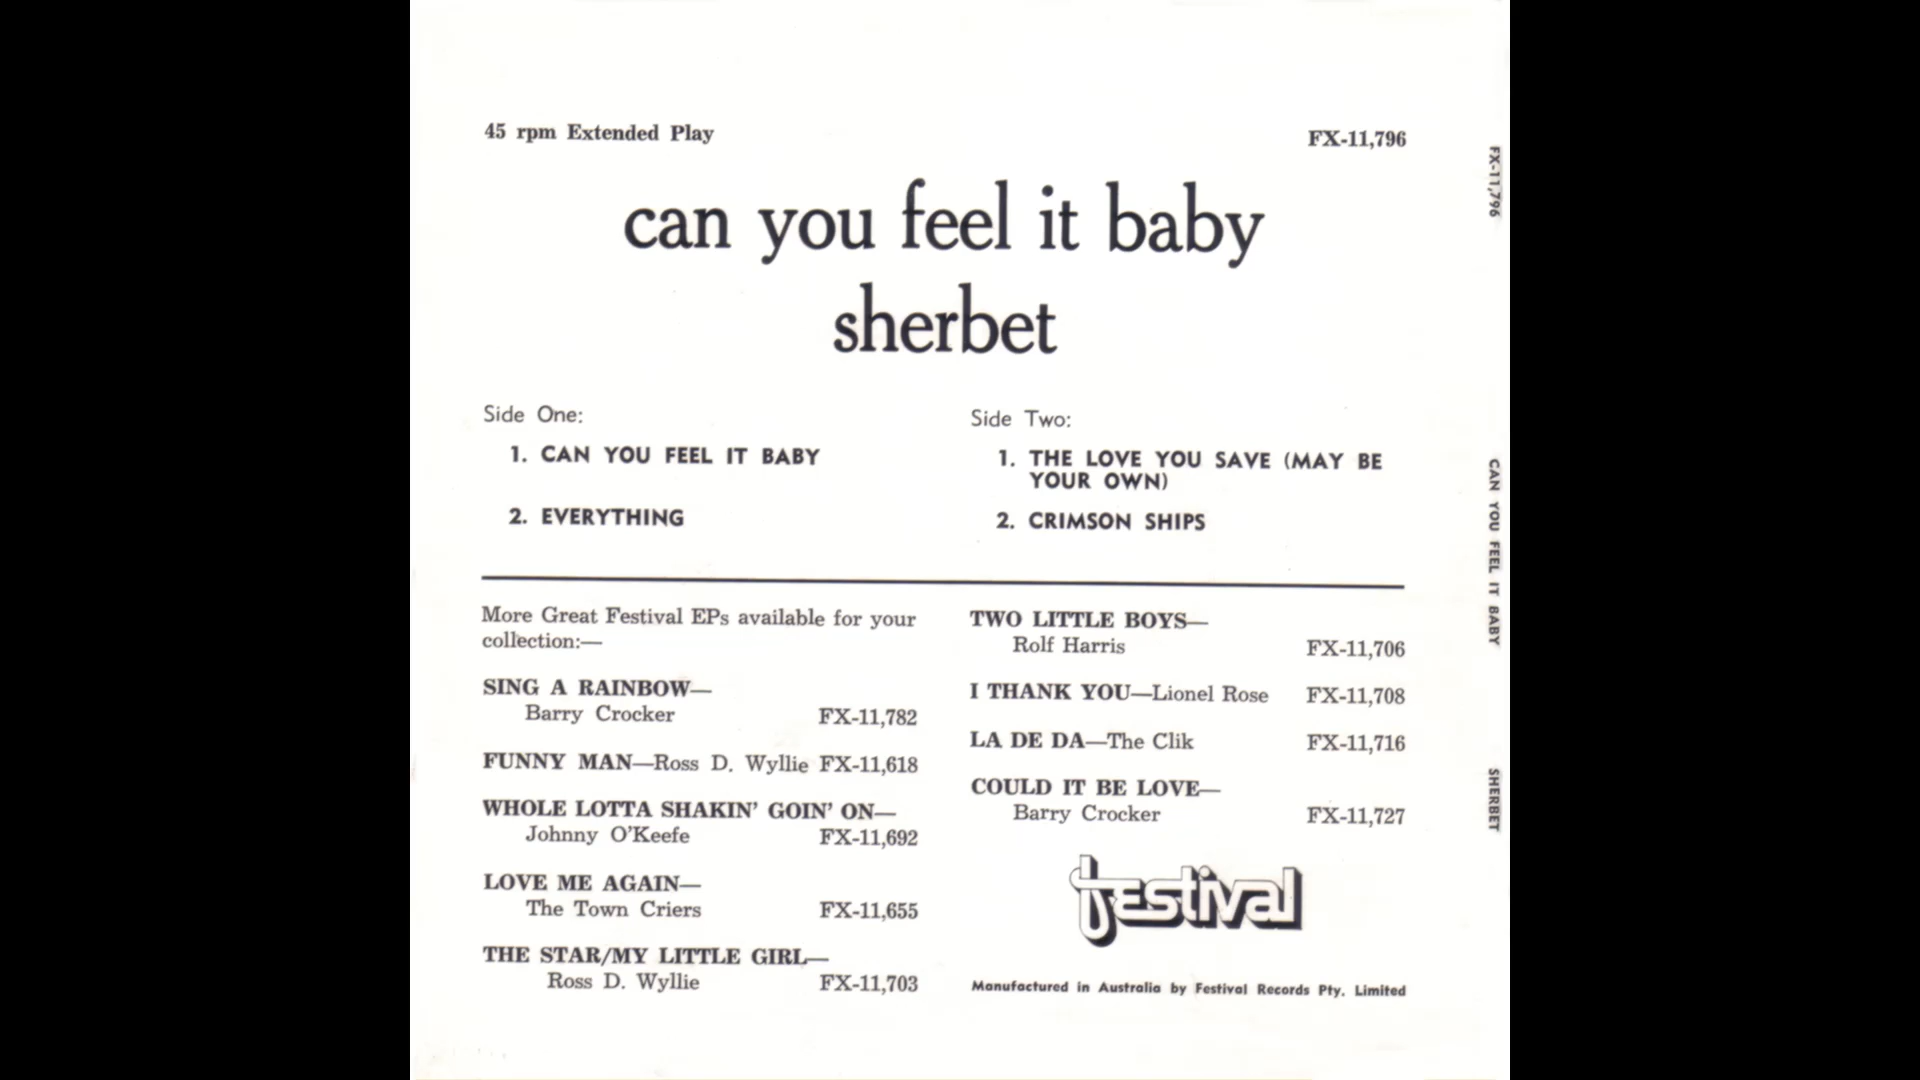 45 rpm Extended Play
FX-11,796
can you feel it baby
sherbet
Side One:
1. CAN YOU FEEL IT BABY
2. EVERYTHING
Side Two:
1. THE LOVE YOU SAVE (MAY BE
YOUR OWN)
2. CRIMSON SHIPS
More Great Festival EPs available for your
collection:—
SING A RAINBOW—
Barry Crocker FX-11,782
FUNNY MAN—Ross D. Wyllie FX-11,618
WHOLE LOTTA SHAKIN' GOIN' ON—
Johnny O'Keefe FX-11,692
LOVE ME AGAIN—
The Town Criers FX-11,655
THE STAR/MY LITTLE GIRL—
Ross D. Wyllie FX-11,703
TWO LITTLE BOYS—
Rolf Harris FX-11,706
I THANK YOU—Lionel Rose FX-11,708
LA DE DA—The Clik FX-11,716
COULD IT BE LOVE—
Barry Crocker FX-11,727
festival
Manufactured in Australia by Festival Records Pty. Limited
FX-11,796
CAN YOU FEEL IT BABY
SHERBET